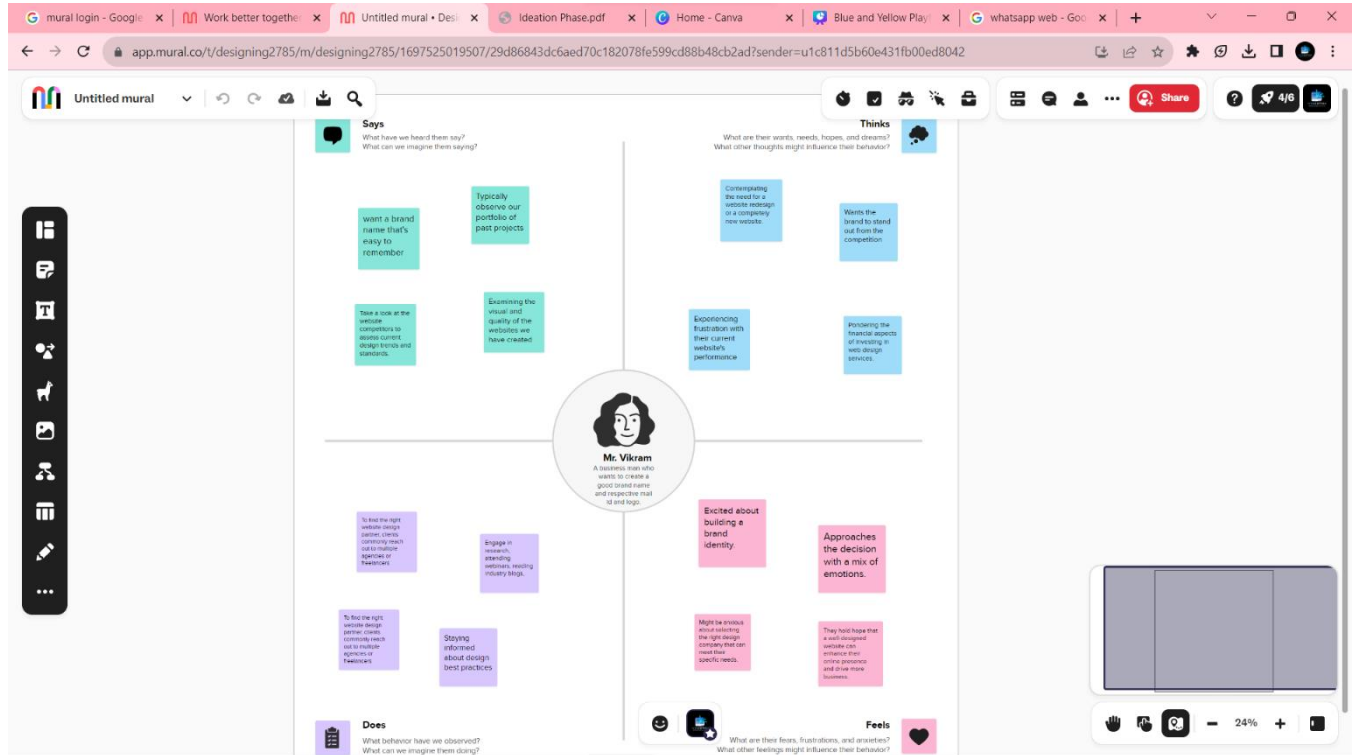 mural login - Google
Work better togethe
Untitled mural • Desi
Ideation Phase.pdf
Home - Canva
Blue and Yellow Play
whatsapp web - Goo
app.mural.co/t/designing2785/m/designing2785/1697525019507/29d86843dc6aed70c182078fe599cd88b48cb2ad?sender=u1c811d5b60e431fb00ed8042
Untitled mural
Share
4/6
Says
What have we heard them say?
What can we imagine them saying?
Thinks
What are their wants, needs, hopes, and dreams?
What other thoughts might influence their behavior?
want a brand
name that's
easy to
remember
Typically
observe our
portfolio of
past projects
Take a look at the
website
competitors to
assess current
design trends and
standards.
Examining the
visual and
quality of the
websites we
have created
Contemplating
the need for a
website redesign
or a completely
new website.
Wants the
brand to stand
out from the
competition
Experiencing
frustration with
their current
website's
performance
Pondering the
financial aspects
of investing in
web design
services.
Mr. Vikram
A business man who
wants to create a
good brand name
and respective mail
id and logo.
To find the right
website design
partner, clients
commonly reach
out to multiple
agencies or
freelancers
Engage in
research,
attending
webinars, reading
industry blogs.
To find the right
website design
partner, clients
commonly reach
out to multiple
agencies or
freelancers
Staying
informed
about design
best practices
Excited about
building a
brand
identity.
Approaches
the decision
with a mix of
emotions.
Might be anxious
about selecting
the right design
company that can
meet their
specific needs.
They hold hope that
a well-designed
website can
enhance their
online presence
and drive more
business.
Does
What behavior have we observed?
What can we imagine them doing?
Feels
What are their fears, frustrations, and anxieties?
What other feelings might influence their behavior?
24%